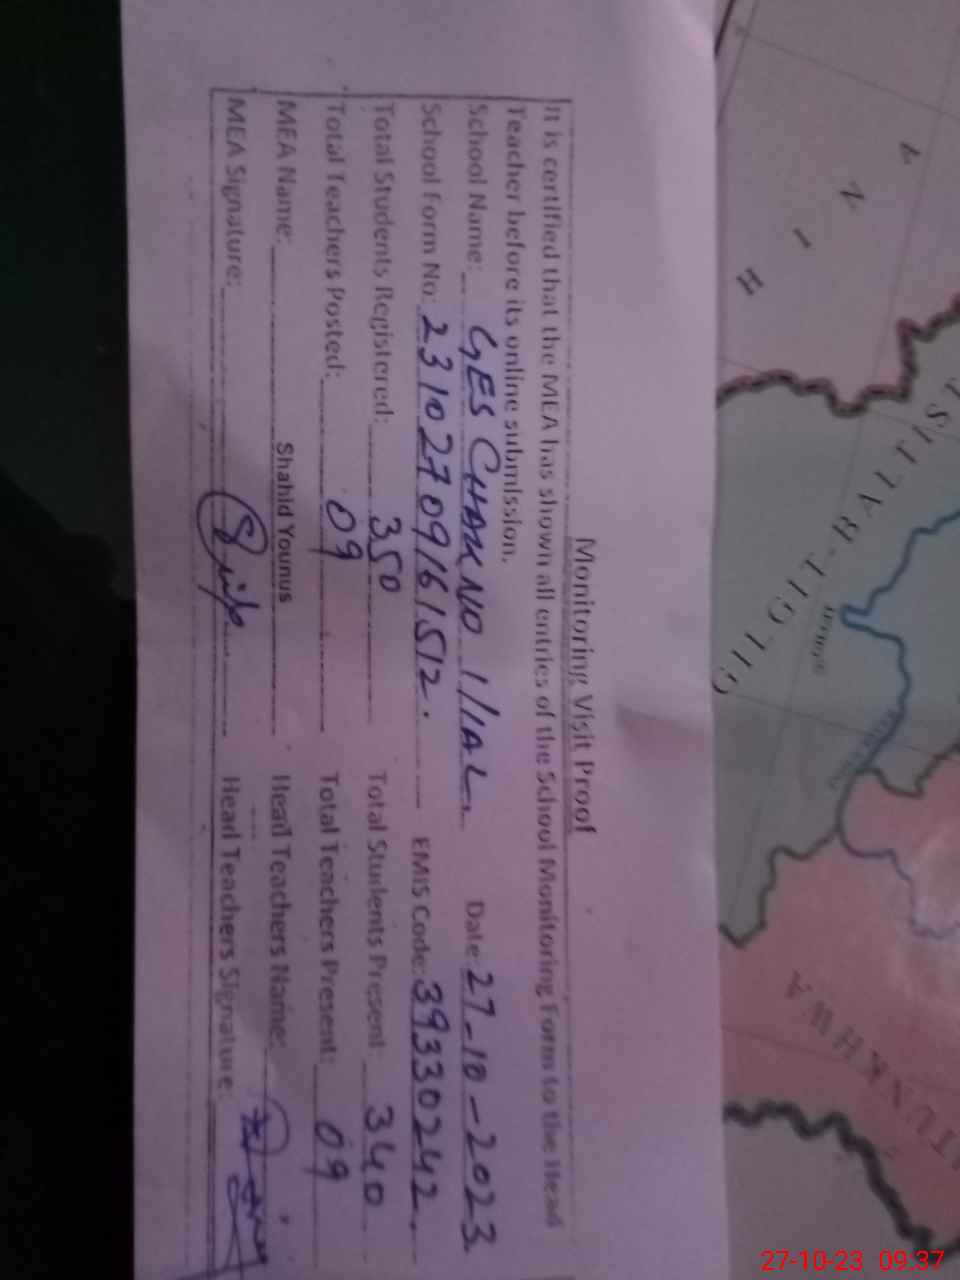 Monitoring Visit Proof
It is certified that the MEA has shown all entries of the School Monitoring Form to the Head
Teacher before its online submission.
School Name: GES CHAK NO 1/1AL. Date: 27-10-2023.
School Form No: 23102709161512. EMIS Code: 39330242.
Total Students Registered: 350 Total Students Present: 340
Total Teachers Posted: 09 Total Teachers Present: 09
MEA Name: Shahid Younus Head Teachers Name:
MEA Signature: Head Teachers Signature:
GILGIT-BALTIST
TUNKHWA
27-10-23 09:37